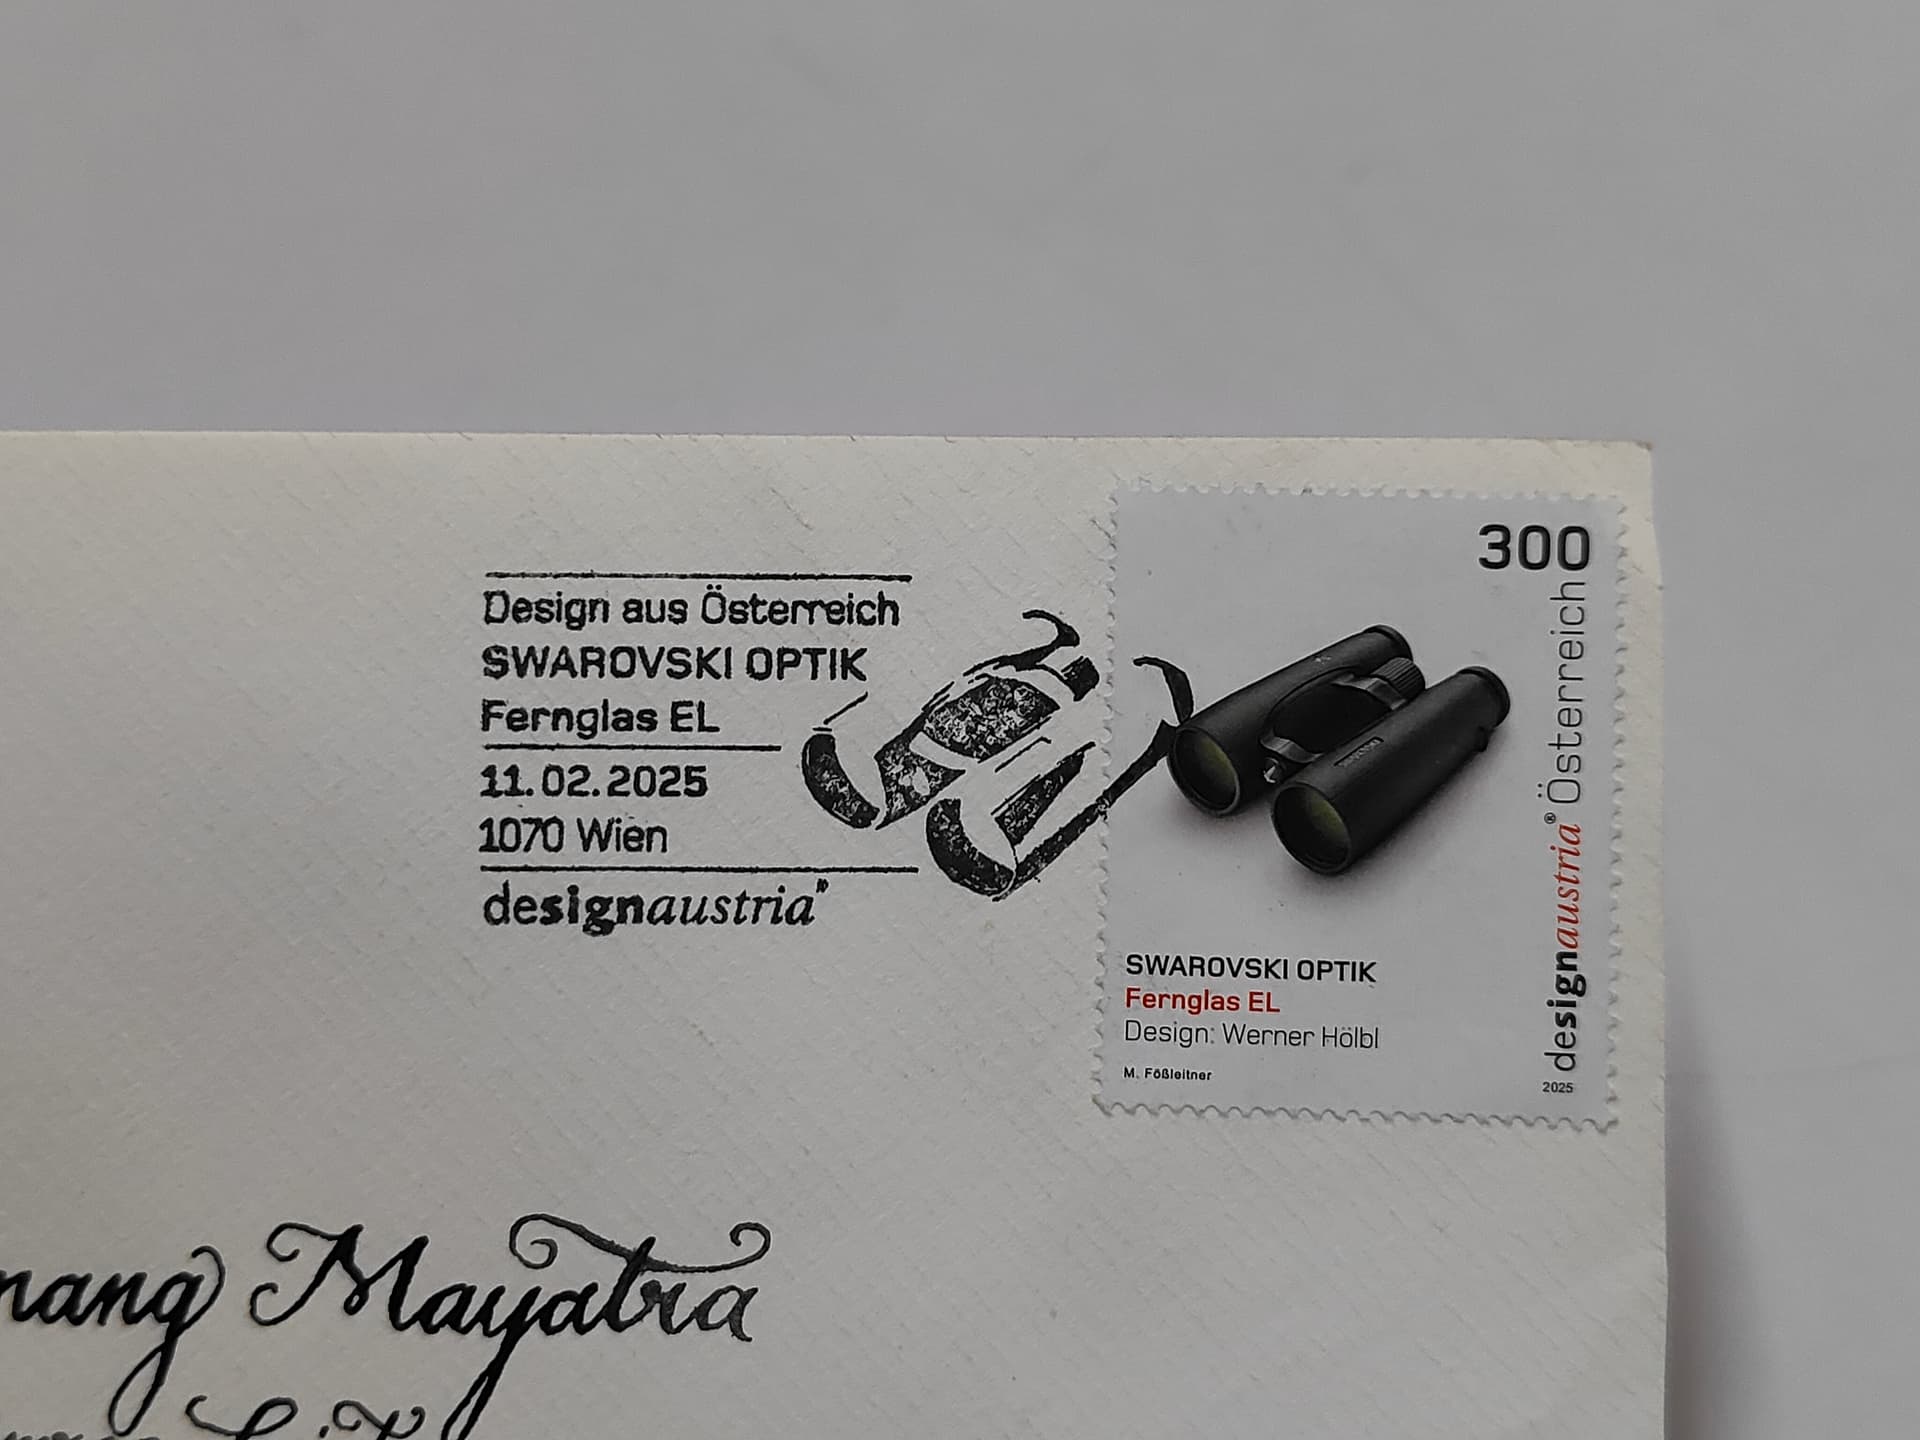 Design aus Österreich
SWAROVSKI OPTIK
Fernglas EL
11.02.2025
1070 Wien
designaustria®
300
designaustria® Österreich
SWAROVSKI OPTIK
Fernglas EL
Design: Werner Hölbl
M. Fößleitner
2025
Mayatra